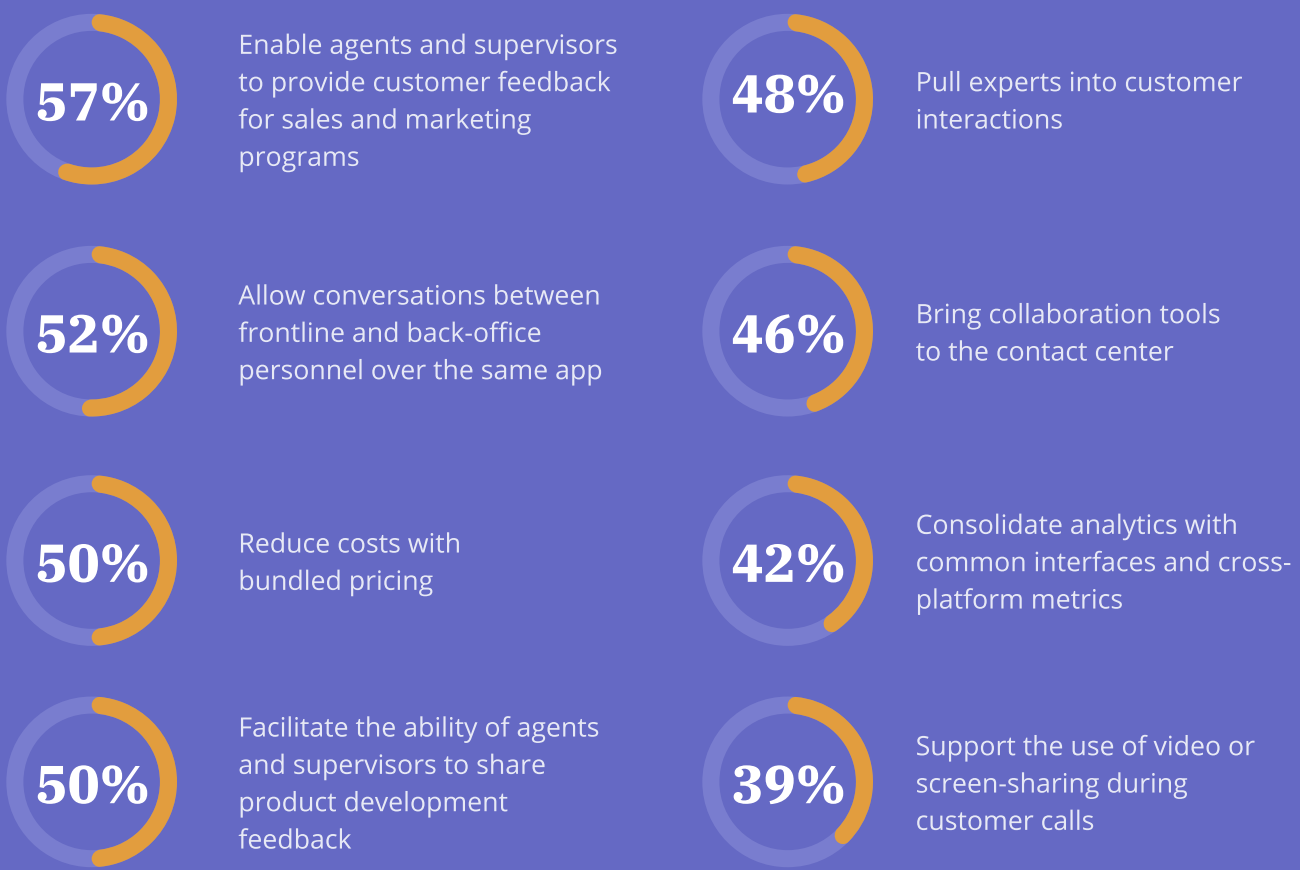 57%
Enable agents and supervisors
to provide customer feedback
for sales and marketing
programs
48%
Pull experts into customer
interactions
52%
Allow conversations between
frontline and back-office
personnel over the same app
46%
Bring collaboration tools
to the contact center
50%
Reduce costs with
bundled pricing
42%
Consolidate analytics with
common interfaces and cross-
platform metrics
50%
Facilitate the ability of agents
and supervisors to share
product development
feedback
39%
Support the use of video or
screen-sharing during
customer calls